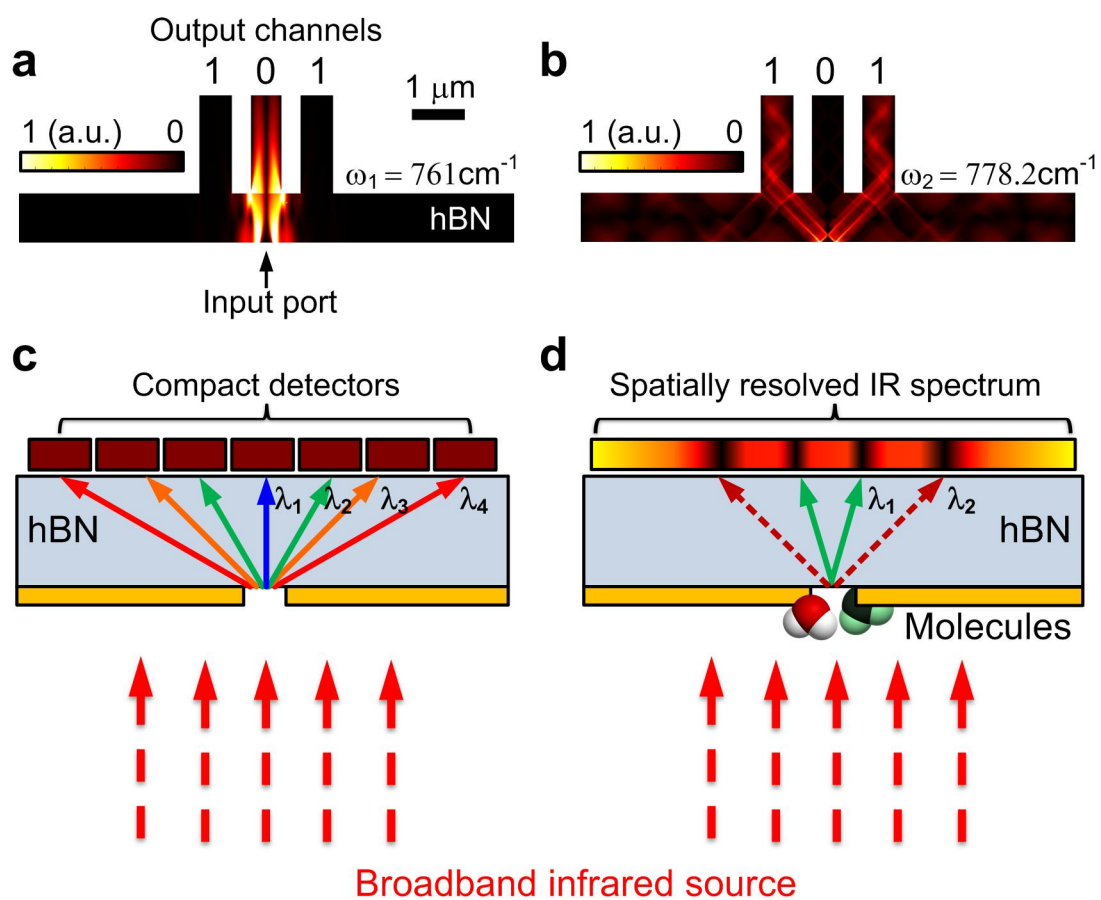 Output channels
a
1 0 1
1 μm
1 (a.u.) 0
ω₁ = 761cm⁻¹
hBN
Input port
b
1 0 1
1 (a.u.) 0
ω₂ = 778.2cm⁻¹
c
Compact detectors
λ₁ λ₂ λ₃ λ₄
hBN
d
Spatially resolved IR spectrum
λ₁ λ₂
hBN
Molecules
Broadband infrared source